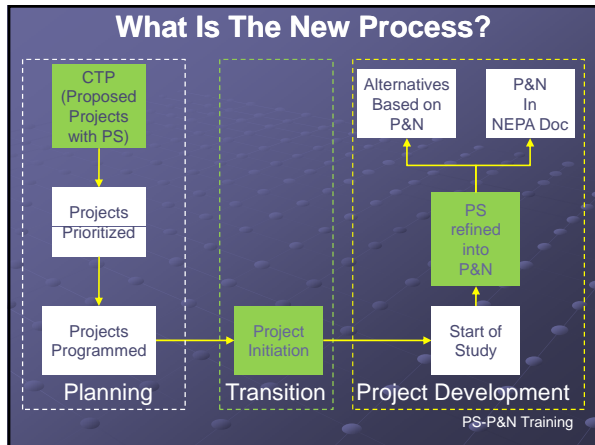 What Is The New Process?
CTP
(Proposed
Projects
with PS)
Projects
Prioritized
Projects
Programmed
Planning
Project
Initiation
Transition
Alternatives
Based on
P&N
P&N
In
NEPA Doc
PS
refined
into
P&N
Start of
Study
Project Development
PS-P&N Training